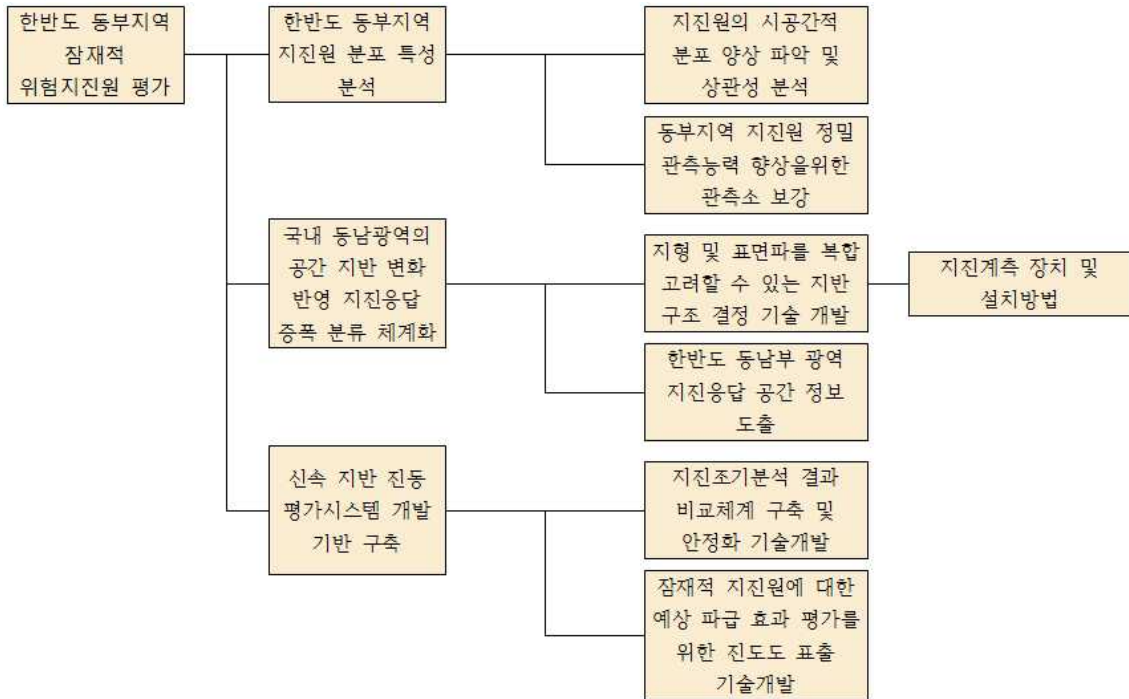 한반도 동부지역
잠재적
위험지진원 평가
한반도 동부지역
지진원 분포 특성
분석
지진원의 시공간적
분포 양상 파악 및
상관성 분석
동부지역 지진원 정밀
관측능력 향상을위한
관측소 보강
국내 동남광역의
공간 지반 변화
반영 지진응답
증폭 분류 체계화
지형 및 표면파를 복합
고려할 수 있는 지반
구조 결정 기술 개발
지진계측 장치 및
설치방법
한반도 동남부 광역
지진응답 공간 정보
도출
신속 지반 진동
평가시스템 개발
기반 구축
지진조기분석 결과
비교체계 구축 및
안정화 기술개발
잠재적 지진원에 대한
예상 파급 효과 평가를
위한 진도도 표출
기술개발